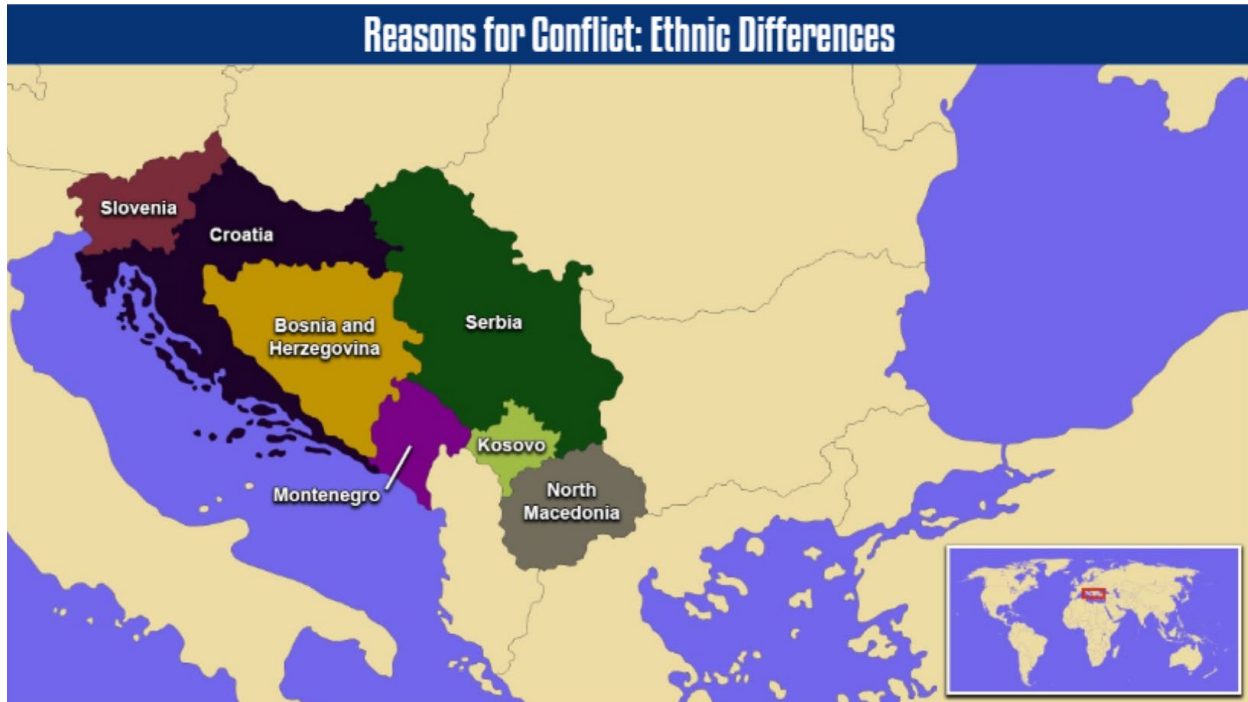 Reasons for Conflict: Ethnic Differences
Slovenia
Croatia
Bosnia and
Herzegovina
Serbia
Kosovo
Montenegro
North
Macedonia